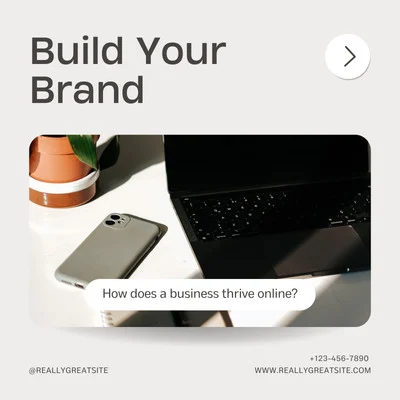 Build Your
Brand
How does a business thrive online?
+123-456-7890
@REALLYGREATSITE
WWW.REALLYGREATSITE.COM